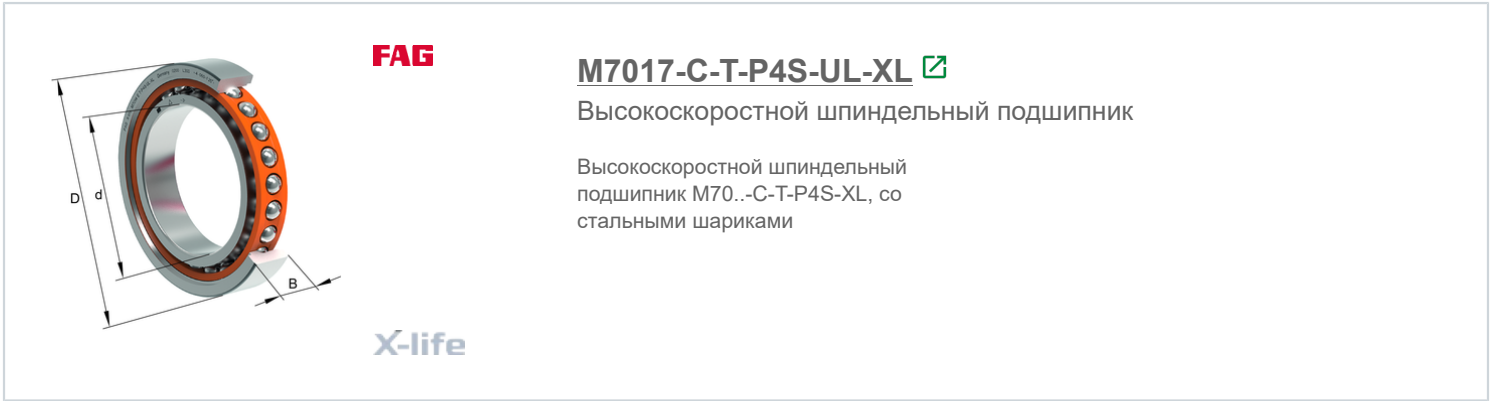 FAG
M7017-C-T-P4S-UL-XL
Высокоскоростной шпиндельный подшипник
Высокоскоростной шпиндельный
подшипник M70..-C-T-P4S-XL, со
стальными шариками
D
d
B
X-life